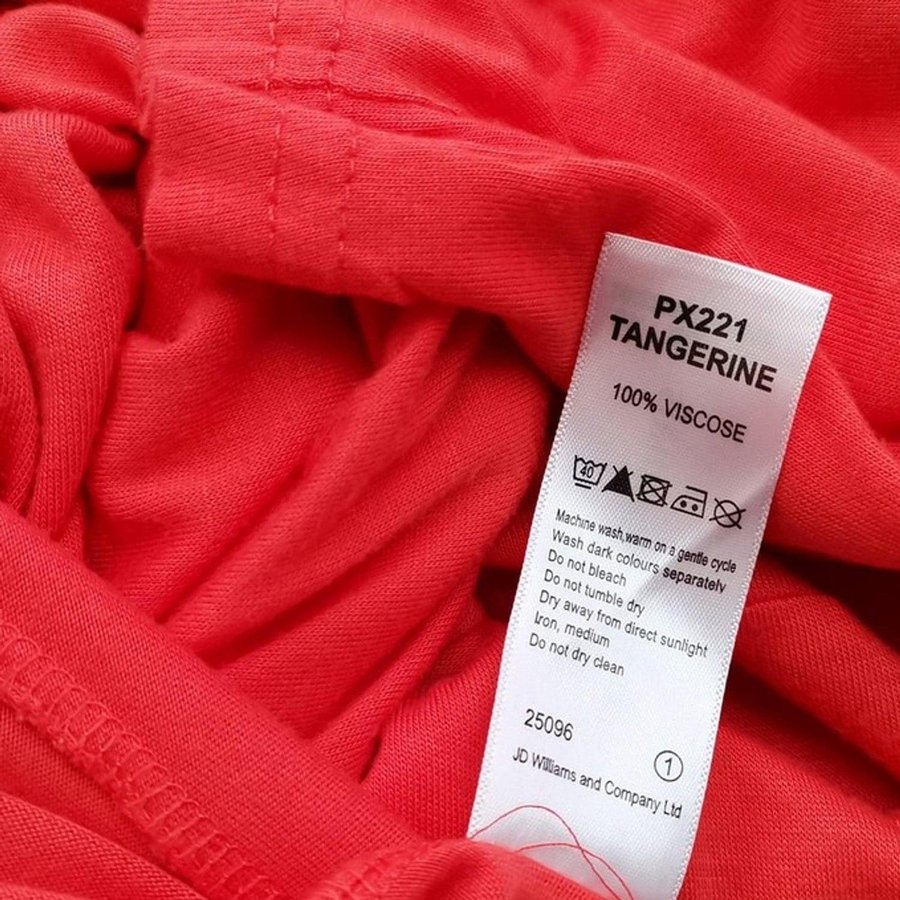 PX221
TANGERINE
100% VISCOSE
40
Machine wash,warm on a gentle cycle
Wash dark colours separately
Do not bleach
Do not tumble dry
Dry away from direct sunlight
Iron, medium
Do not dry clean
25096
1
JD Williams and Company Ltd